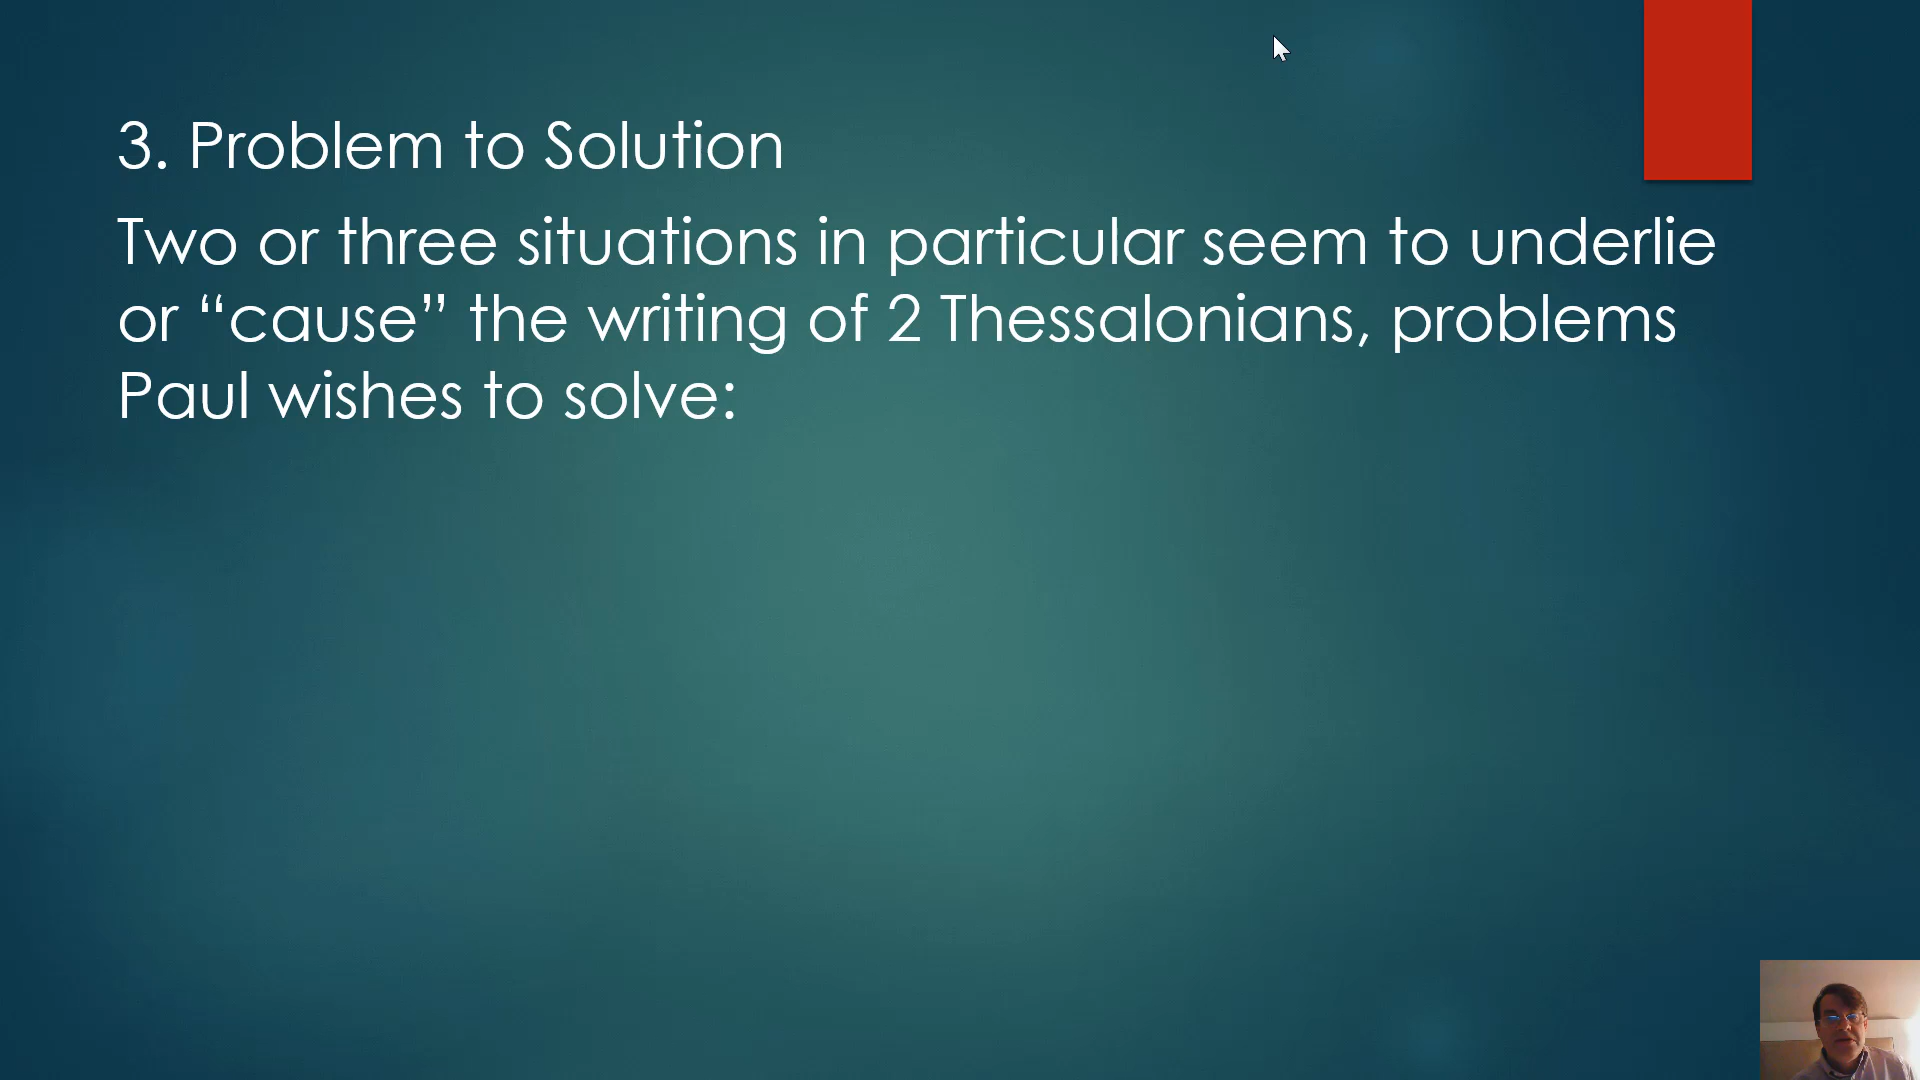 3. Problem to Solution
Two or three situations in particular seem to underlie
or “cause” the writing of 2 Thessalonians, problems
Paul wishes to solve: